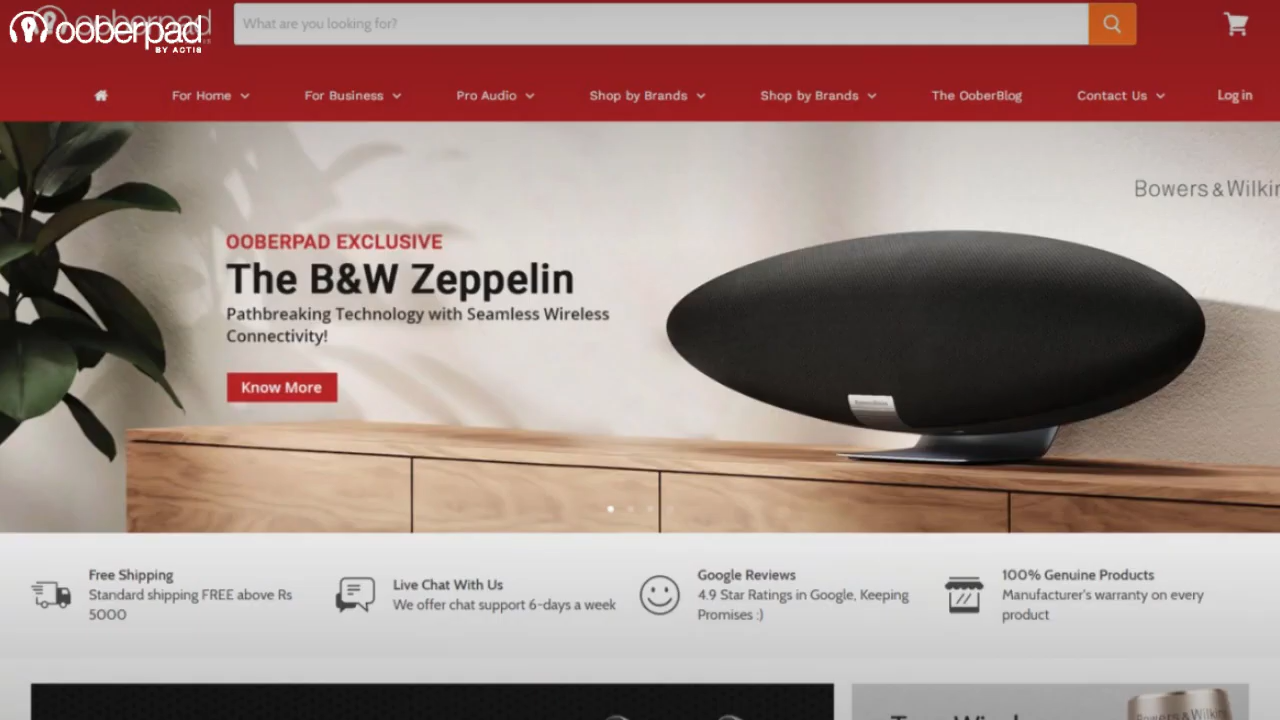 ooberpad
BY ACTIS
What are you looking for?
For Home
For Business
Pro Audio
Shop by Brands
Shop by Brands
The OoberBlog
Contact Us
Log in
Bowers & Wilkin
OOBERPAD EXCLUSIVE
The B&W Zeppelin
Pathbreaking Technology with Seamless Wireless
Connectivity!
Know More
Free Shipping
Standard shipping FREE above Rs
5000
Live Chat With Us
We offer chat support 6-days a week
Google Reviews
4.9 Star Ratings in Google, Keeping
Promises :)
100% Genuine Products
Manufacturer's warranty on every
product
Bowers & Wilkin